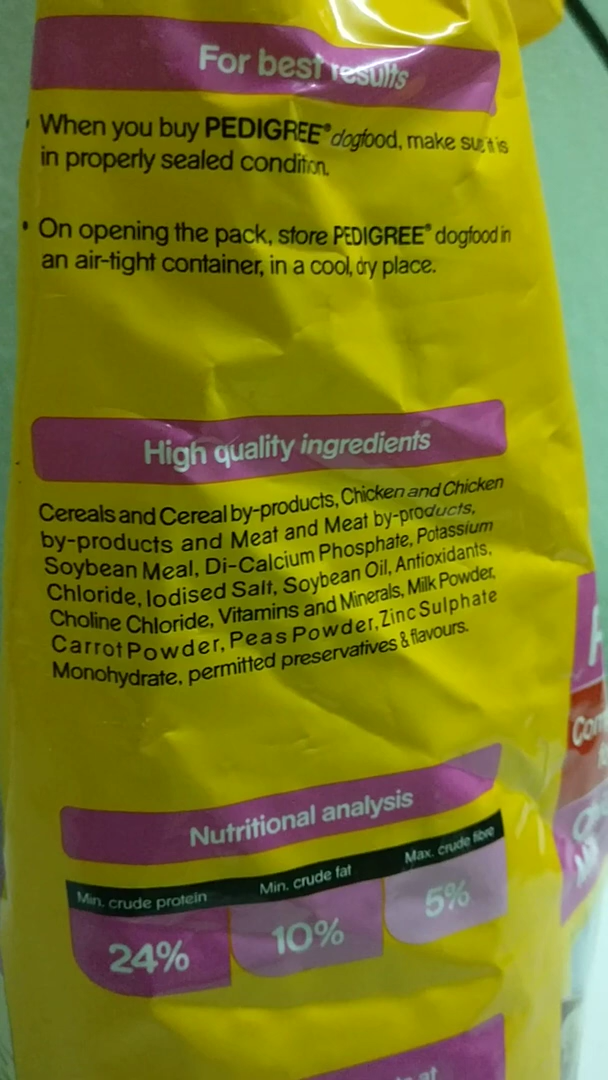 For best results
• When you buy PEDIGREE® dogfood, make sure it is
in properly sealed condition.
• On opening the pack, store PEDIGREE® dogfood in
an air-tight container, in a cool, dry place.
High quality ingredients
Cereals and Cereal by-products, Chicken and Chicken
by-products and Meat and Meat by-products,
Soybean Meal, Di-Calcium Phosphate, Potassium
Chloride, Iodised Salt, Soybean Oil, Antioxidants,
Choline Chloride, Vitamins and Minerals, Milk Powder,
Carrot Powder, Peas Powder, Zinc Sulphate
Monohydrate, permitted preservatives & flavours.
Nutritional analysis
Min. crude protein Min. crude fat Max. crude fibre
24% 10% 5%